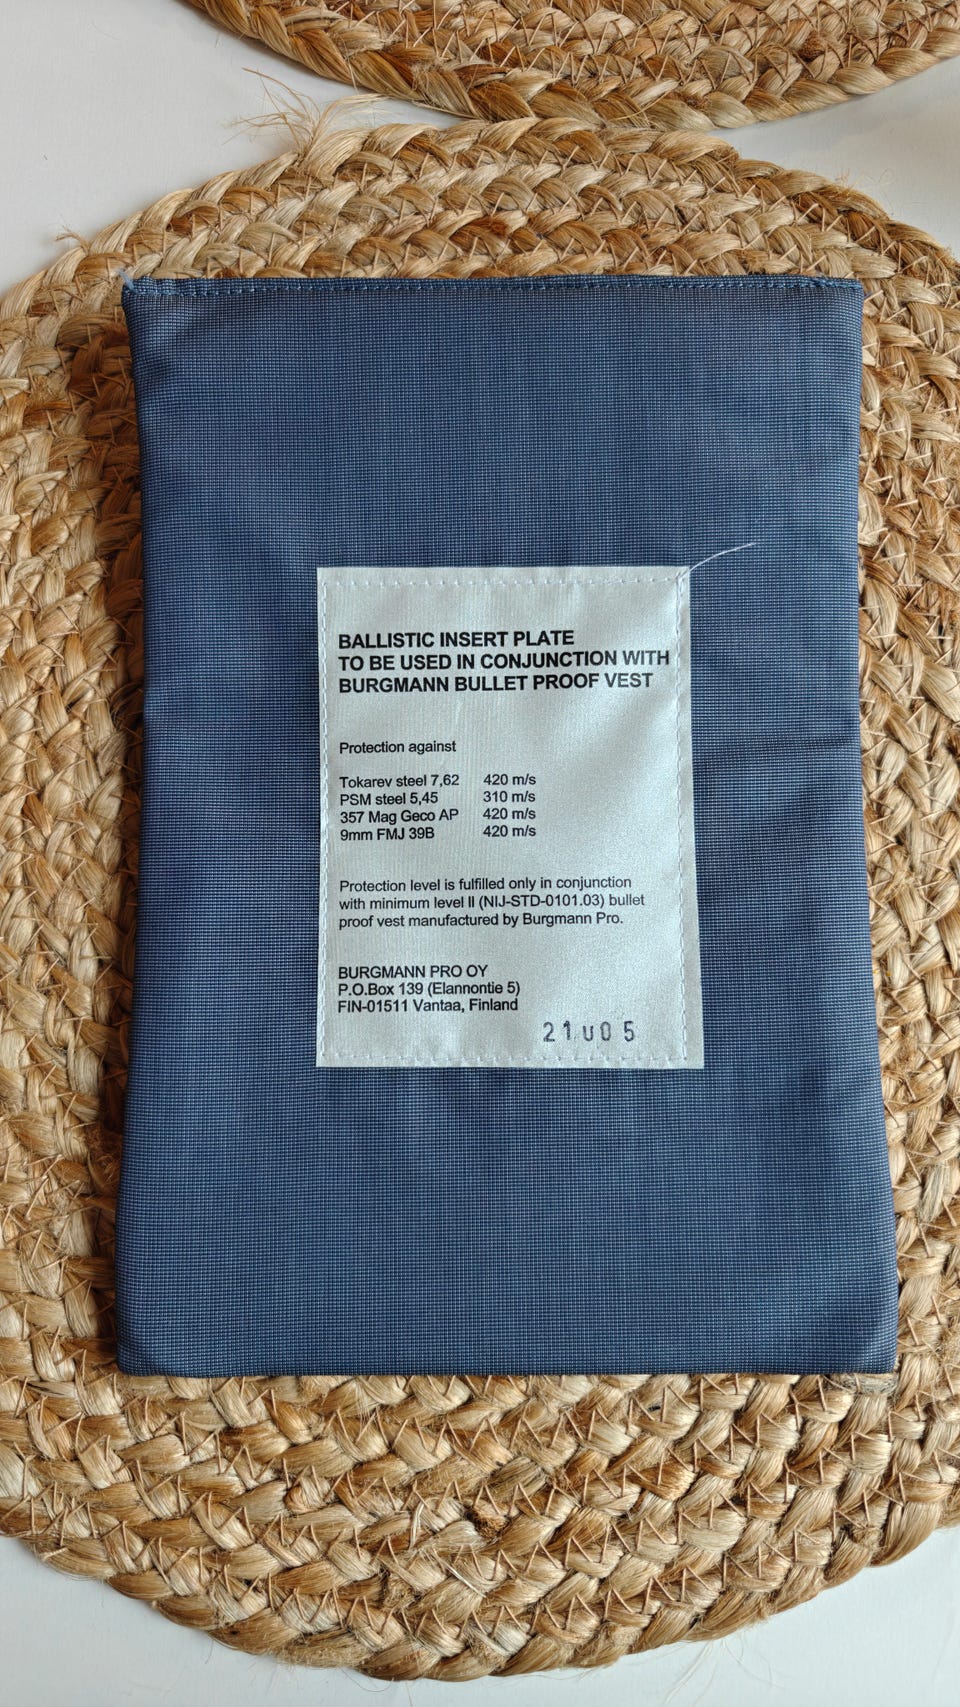 BALLISTIC INSERT PLATE
TO BE USED IN CONJUNCTION WITH
BURGMANN BULLET PROOF VEST
Protection against
Tokarev steel 7,62 420 m/s
PSM steel 5,45 310 m/s
357 Mag Geco AP 420 m/s
9mm FMJ 39B 420 m/s
Protection level is fulfilled only in conjunction
with minimum level II (NIJ-STD-0101.03) bullet
proof vest manufactured by Burgmann Pro.
BURGMANN PRO OY
P.O.Box 139 (Elannontie 5)
FIN-01511 Vantaa, Finland
21u05